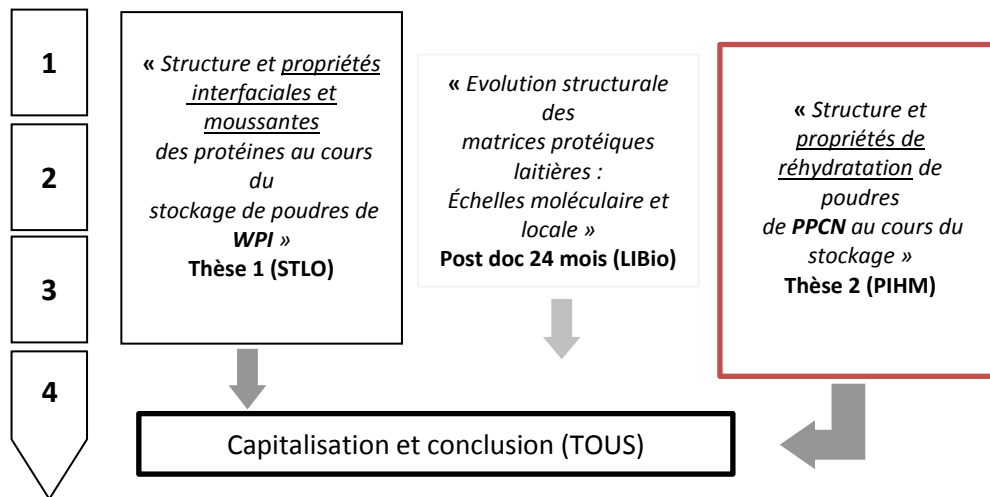 1
2
3
4
« Structure et propriétés
interfaciales et
moussantes
des protéines au cours
du
stockage de poudres de
WPI »
Thèse 1 (STLO)
« Evolution structurale
des
matrices protéiques
laitières :
Échelles moléculaire et
locale »
Post doc 24 mois (LIBio)
« Structure et
propriétés de
réhydratation de
poudres
de PPCN au cours du
stockage »
Thèse 2 (PIHM)
Capitalisation et conclusion (TOUS)